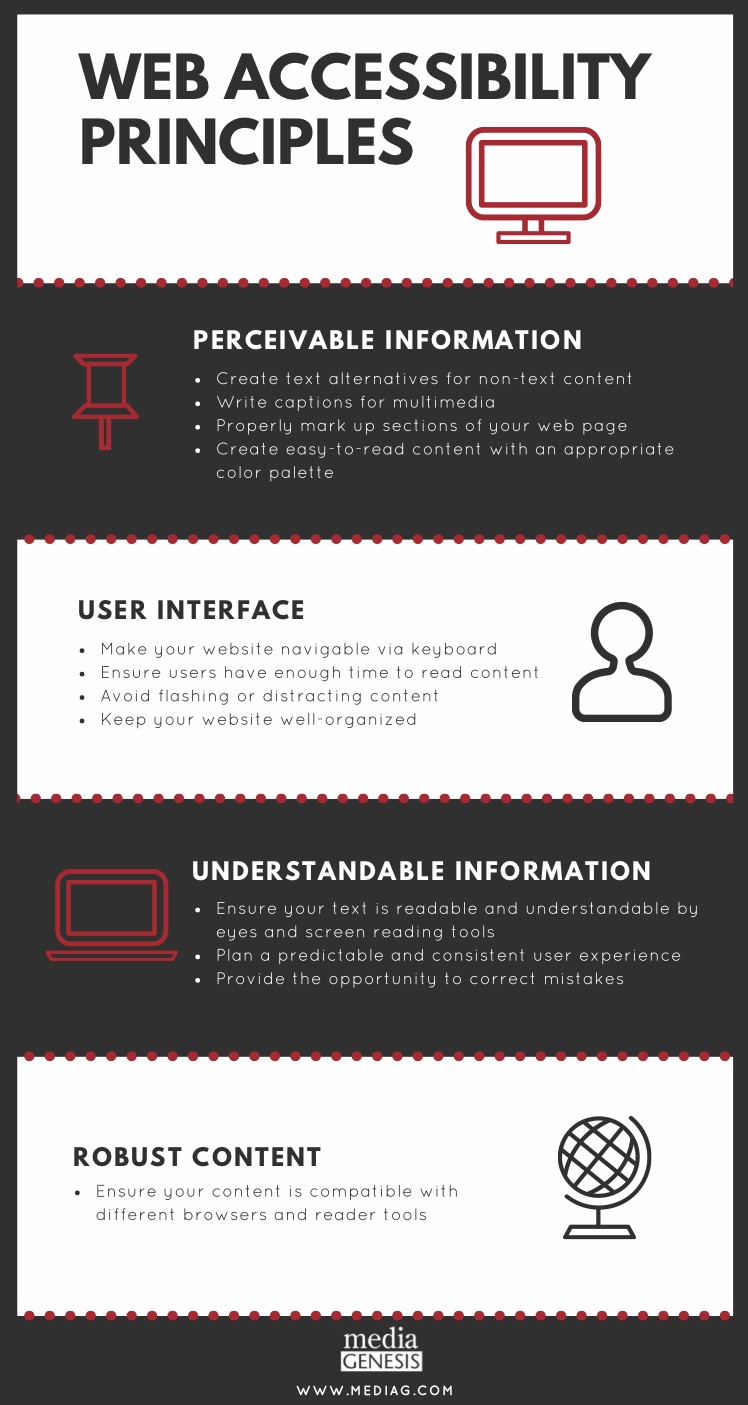 WEB ACCESSIBILITY
PRINCIPLES
PERCEIVABLE INFORMATION
• Create text alternatives for non-text content
• Write captions for multimedia
• Properly mark up sections of your web page
• Create easy-to-read content with an appropriate
color palette
USER INTERFACE
• Make your website navigable via keyboard
• Ensure users have enough time to read content
• Avoid flashing or distracting content
• Keep your website well-organized
UNDERSTANDABLE INFORMATION
• Ensure your text is readable and understandable by
eyes and screen reading tools
• Plan a predictable and consistent user experience
• Provide the opportunity to correct mistakes
ROBUST CONTENT
• Ensure your content is compatible with
different browsers and reader tools
media
GENESIS
WWW.MEDIAG.COM